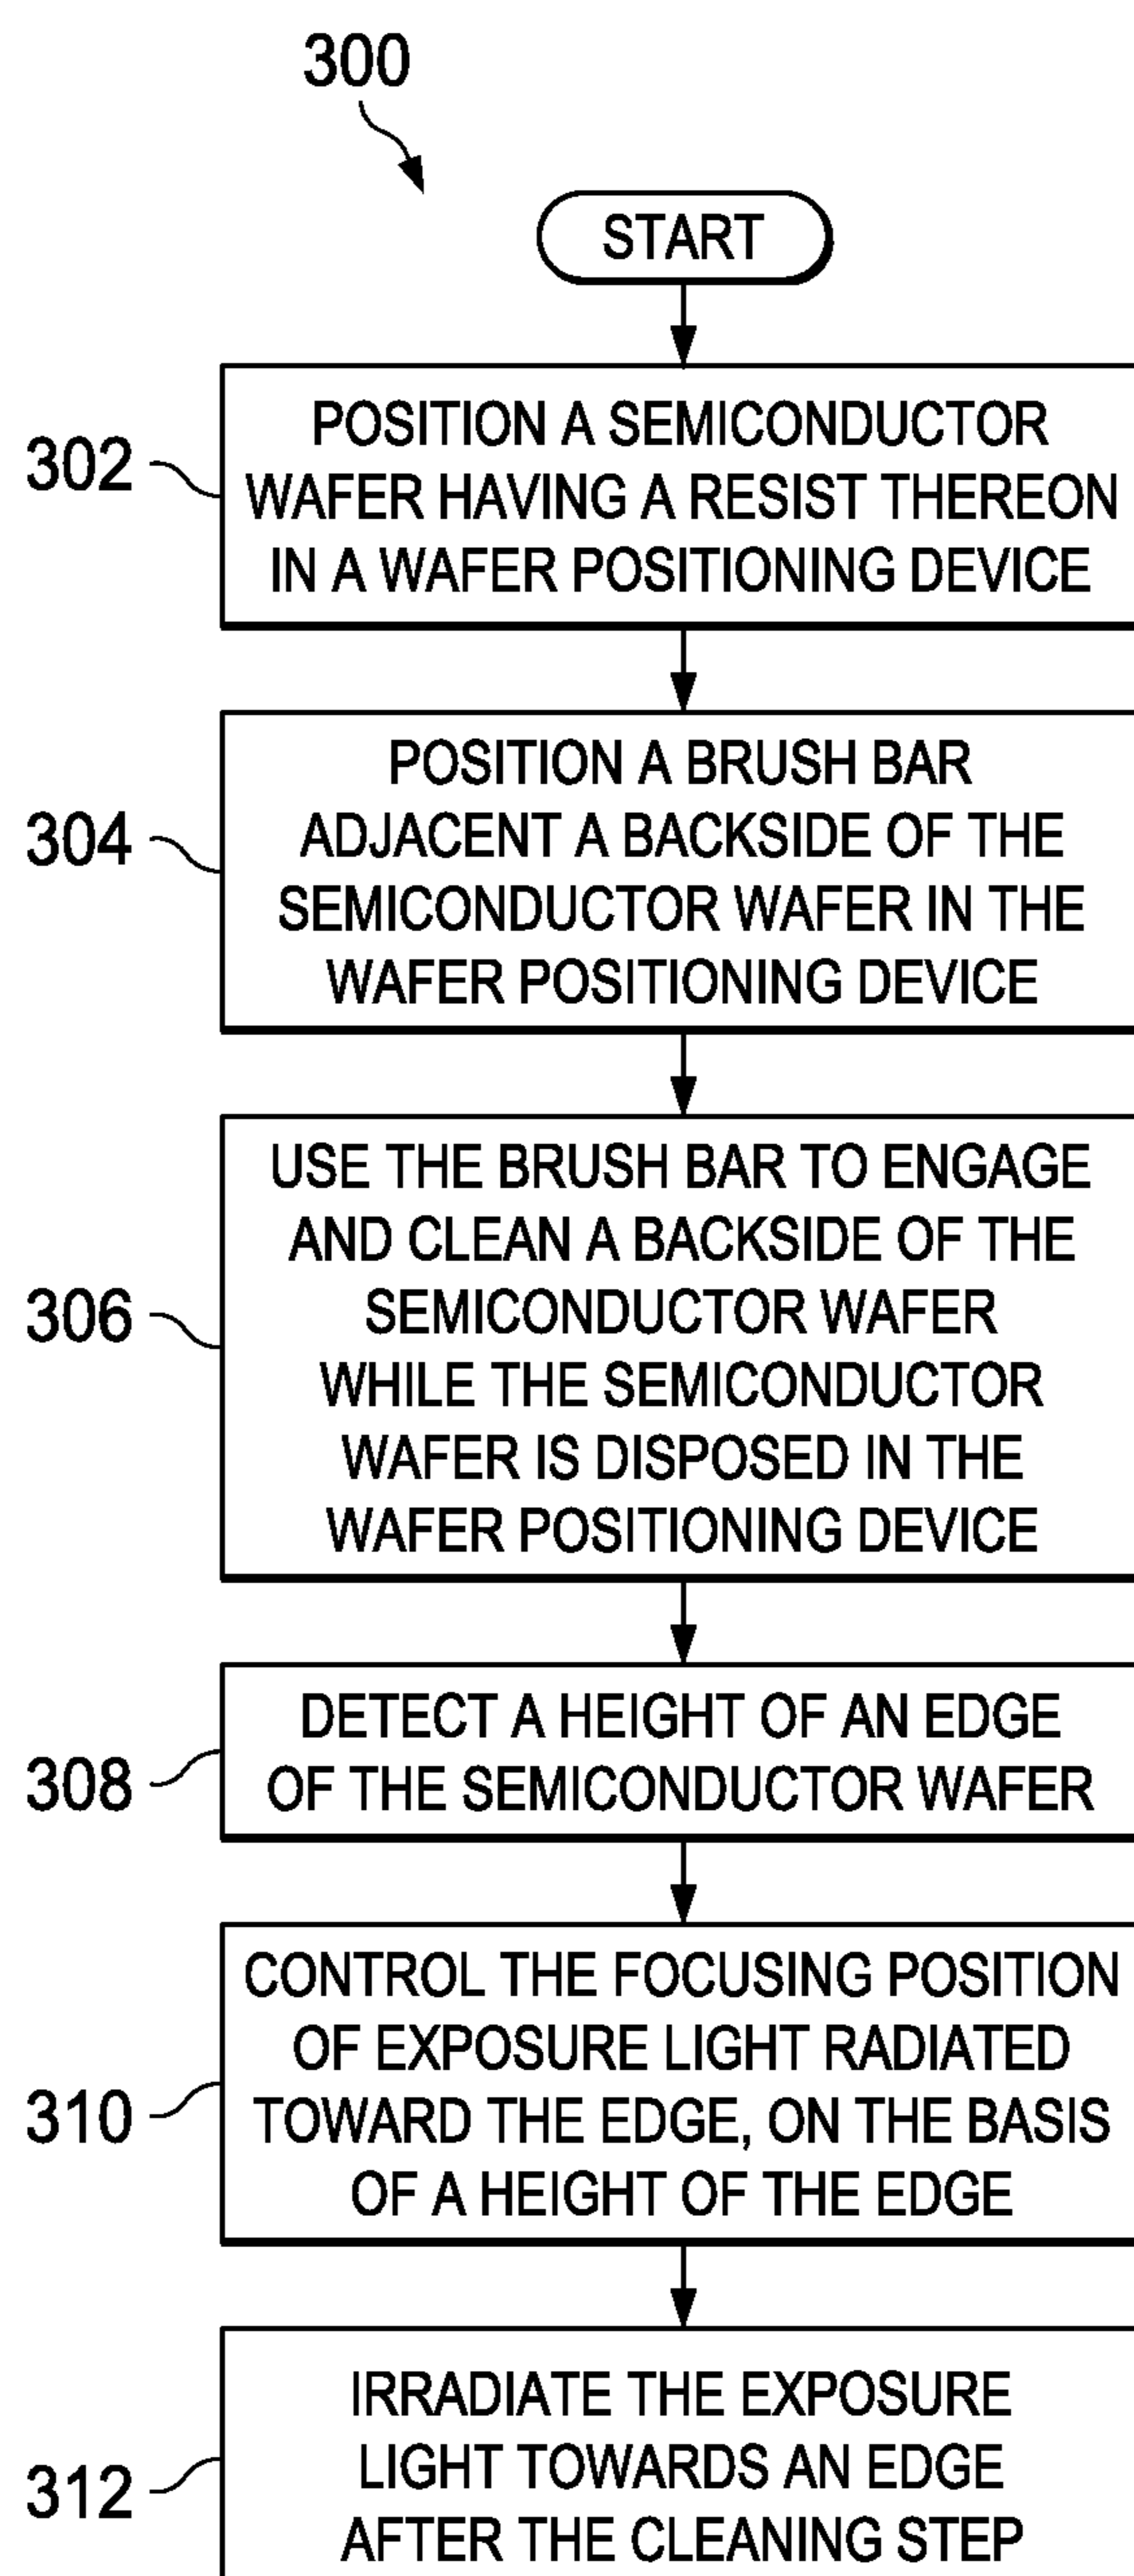 300
START
302
POSITION A SEMICONDUCTOR
WAFER HAVING A RESIST THEREON
IN A WAFER POSITIONING DEVICE
304
POSITION A BRUSH BAR
ADJACENT A BACKSIDE OF THE
SEMICONDUCTOR WAFER IN THE
WAFER POSITIONING DEVICE
306
USE THE BRUSH BAR TO ENGAGE
AND CLEAN A BACKSIDE OF THE
SEMICONDUCTOR WAFER
WHILE THE SEMICONDUCTOR
WAFER IS DISPOSED IN THE
WAFER POSITIONING DEVICE
308
DETECT A HEIGHT OF AN EDGE
OF THE SEMICONDUCTOR WAFER
310
CONTROL THE FOCUSING POSITION
OF EXPOSURE LIGHT RADIATED
TOWARD THE EDGE, ON THE BASIS
OF A HEIGHT OF THE EDGE
312
IRRADIATE THE EXPOSURE
LIGHT TOWARDS AN EDGE
AFTER THE CLEANING STEP